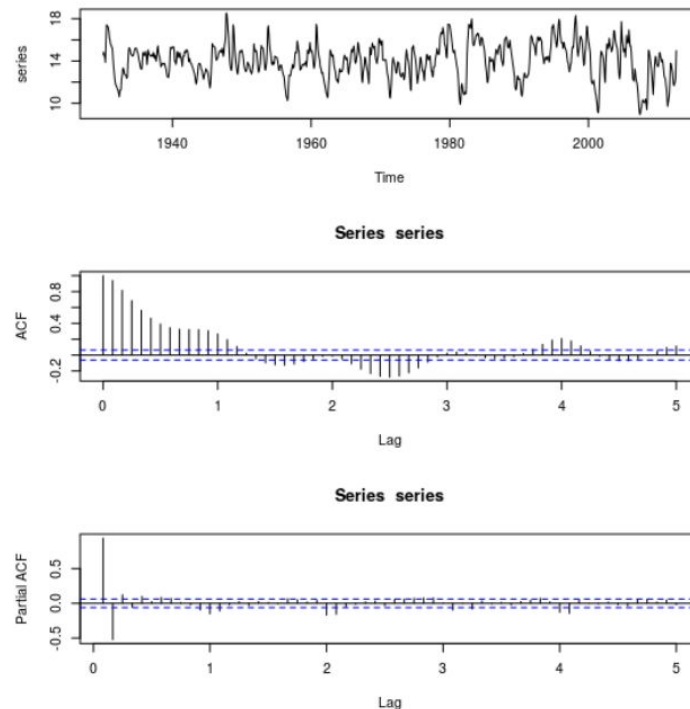 series
10 14 18
1940 1960 1980 2000
Time
Series series
ACF
-0.2 0.4 0.8
0 1 2 3 4 5
Lag
Series series
Partial ACF
-0.5 0.0 0.5
0 1 2 3 4 5
Lag